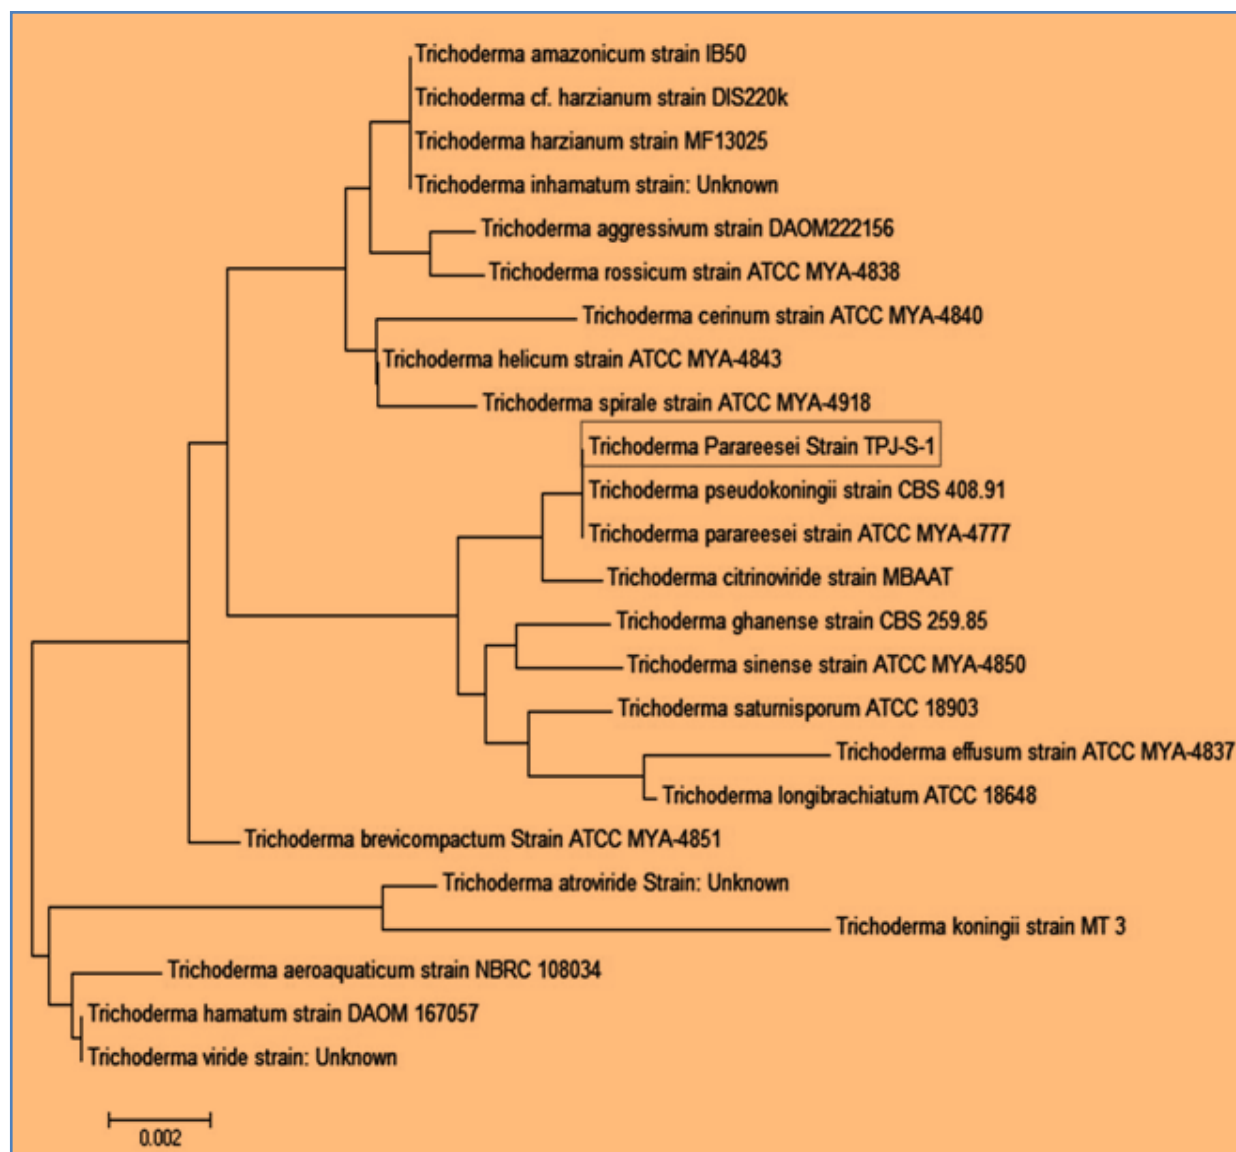 Trichoderma amazonicum strain IB50
Trichoderma cf. harzianum strain DIS220k
Trichoderma harzianum strain MF13025
Trichoderma inhamatum strain: Unknown
Trichoderma aggressivum strain DAOM222156
Trichoderma rossicum strain ATCC MYA-4838
Trichoderma cerinum strain ATCC MYA-4840
Trichoderma helicum strain ATCC MYA-4843
Trichoderma spirale strain ATCC MYA-4918
Trichoderma Parareesei Strain TPJ-S-1
Trichoderma pseudokoningii strain CBS 408.91
Trichoderma parareesei strain ATCC MYA-4777
Trichoderma citrinoviride strain MBAAT
Trichoderma ghanense strain CBS 259.85
Trichoderma sinense strain ATCC MYA-4850
Trichoderma saturnisporum ATCC 18903
Trichoderma effusum strain ATCC MYA-4837
Trichoderma longibrachiatum ATCC 18648
Trichoderma brevicompactum Strain ATCC MYA-4851
Trichoderma atroviride Strain: Unknown
Trichoderma koningii strain MT 3
Trichoderma aeroaquaticum strain NBRC 108034
Trichoderma hamatum strain DAOM 167057
Trichoderma viride strain: Unknown
0.002